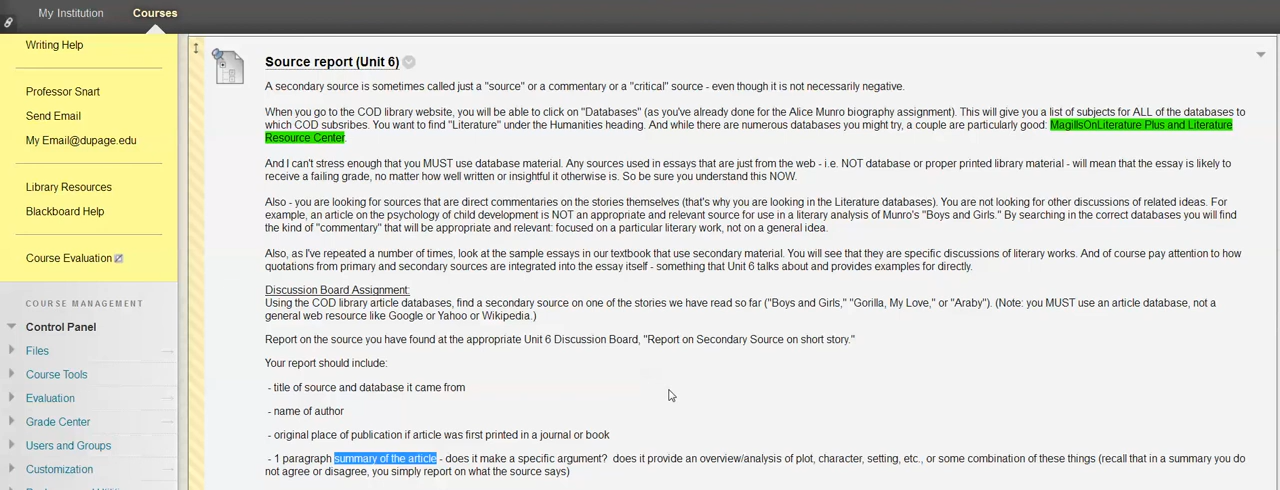 My Institution
Courses
Writing Help
Professor Snart
Send Email
My Email@dupage.edu
Library Resources
Blackboard Help
Course Evaluation
COURSE MANAGEMENT
Control Panel
Files
Course Tools
Evaluation
Grade Center
Users and Groups
Customization
Source report (Unit 6)
A secondary source is sometimes called just a "source" or a commentary or a "critical" source - even though it is not necessarily negative.
When you go to the COD library website, you will be able to click on "Databases" (as you've already done for the Alice Munro biography assignment). This will give you a list of subjects for ALL of the databases to
which COD subsribes. You want to find "Literature" under the Humanities heading. And while there are numerous databases you might try, a couple are particularly good: MagillsOnLiterature Plus and Literature
Resource Center.
And I can't stress enough that you MUST use database material. Any sources used in essays that are just from the web - i.e. NOT database or proper printed library material - will mean that the essay is likely to
receive a failing grade, no matter how well written or insightful it otherwise is. So be sure you understand this NOW.
Also - you are looking for sources that are direct commentaries on the stories themselves (that's why you are looking in the Literature databases). You are not looking for other discussions of related ideas. For
example, an article on the psychology of child development is NOT an appropriate and relevant source for use in a literary analysis of Munro's "Boys and Girls." By searching in the correct databases you will find
the kind of "commentary" that will be appropriate and relevant: focused on a particular literary work, not on a general idea.
Also, as I've repeated a number of times, look at the sample essays in our textbook that use secondary material. You will see that they are specific discussions of literary works. And of course pay attention to how
quotations from primary and secondary sources are integrated into the essay itself - something that Unit 6 talks about and provides examples for directly.
Discussion Board Assignment:
Using the COD library article databases, find a secondary source on one of the stories we have read so far ("Boys and Girls," "Gorilla, My Love," or "Araby"). (Note: you MUST use an article database, not a
general web resource like Google or Yahoo or Wikipedia.)
Report on the source you have found at the appropriate Unit 6 Discussion Board, "Report on Secondary Source on short story."
Your report should include:
- title of source and database it came from
- name of author
- original place of publication if article was first printed in a journal or book
- 1 paragraph summary of the article - does it make a specific argument? does it provide an overview/analysis of plot, character, setting, etc., or some combination of these things (recall that in a summary you do
not agree or disagree, you simply report on what the source says)